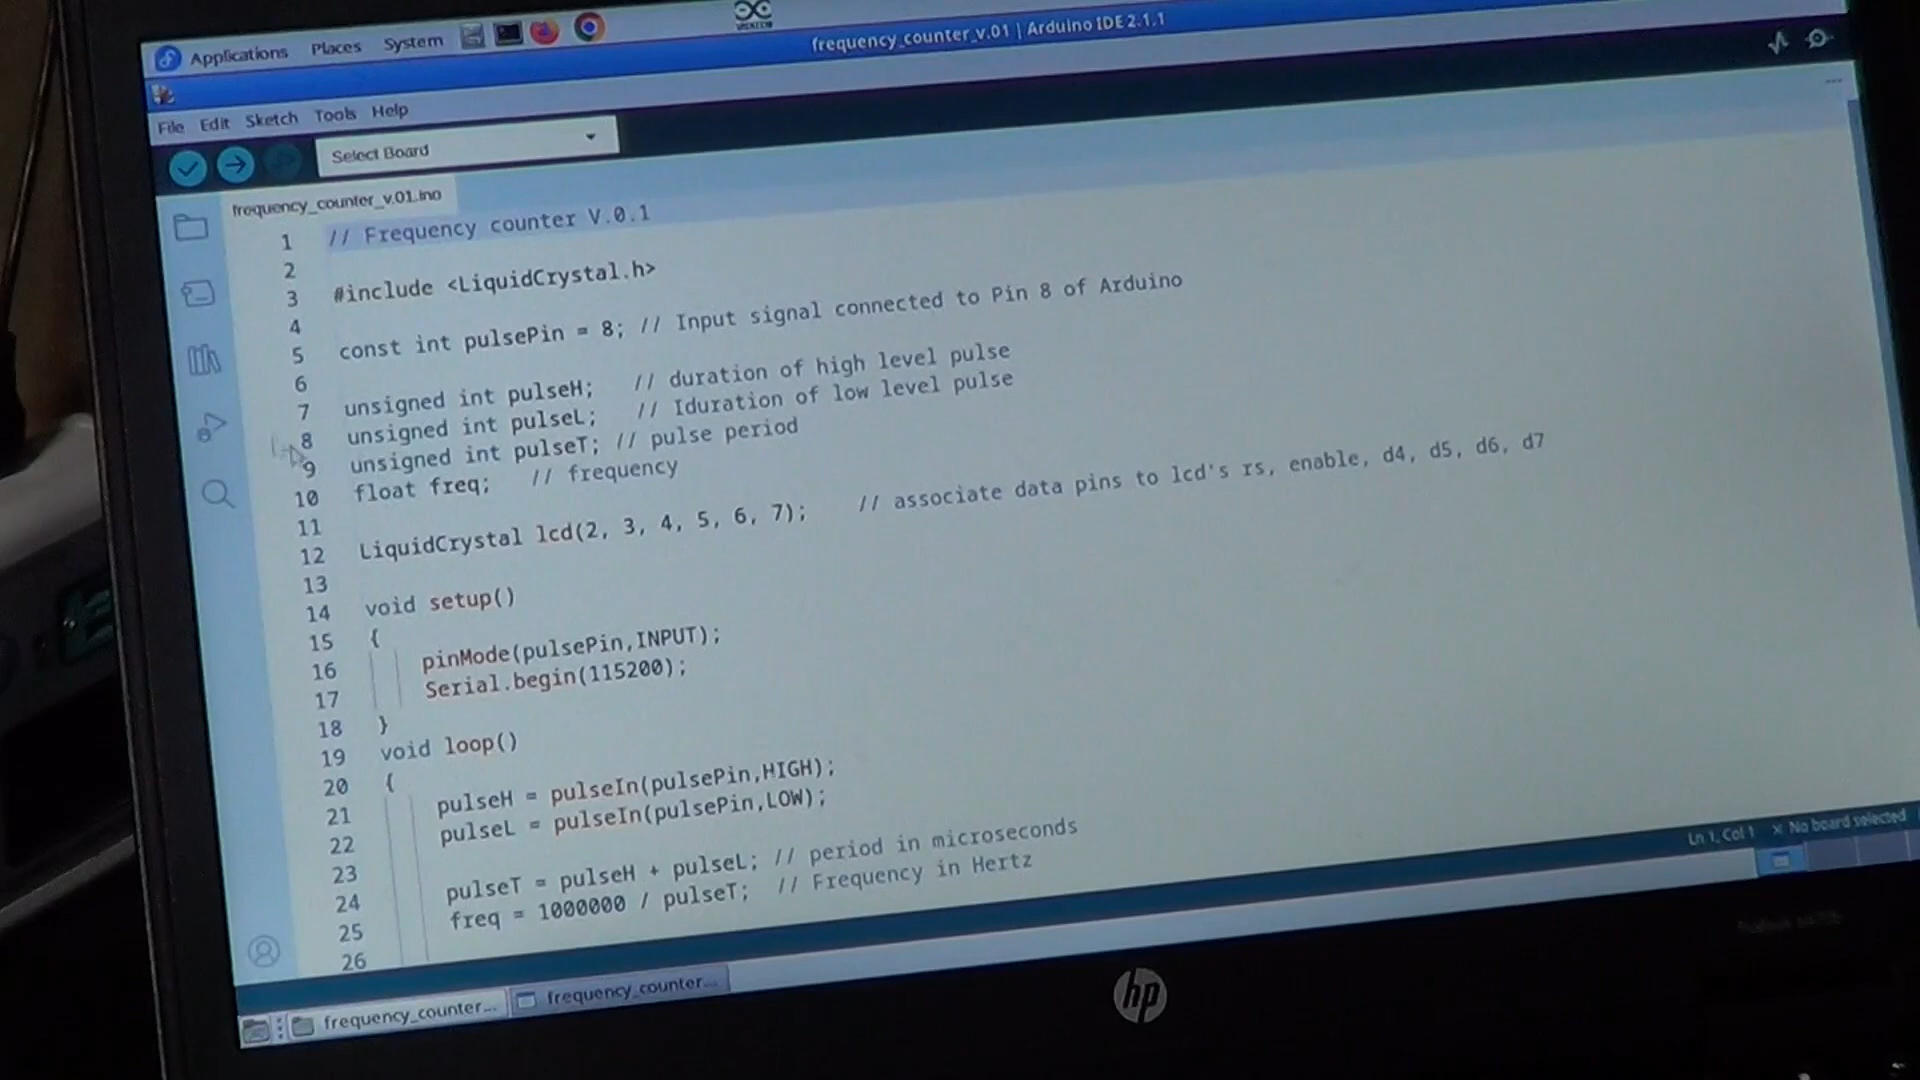 Applications Places System
frequency_counter_v.01 | Arduino IDE 2.1.1
File Edit Sketch Tools Help
Select Board
frequency_counter_v.01.ino
1 // Frequency counter V.0.1
2
3 #include <LiquidCrystal.h>
4
5 const int pulsePin = 8; // Input signal connected to Pin 8 of Arduino
6
7 unsigned int pulseH; // duration of high level pulse
8 unsigned int pulseL; // Iduration of low level pulse
9 unsigned int pulseT; // pulse period
10 float freq; // frequency
11
12 LiquidCrystal lcd(2, 3, 4, 5, 6, 7); // associate data pins to lcd's rs, enable, d4, d5, d6, d7
13
14 void setup()
15 {
16 pinMode(pulsePin,INPUT);
17 Serial.begin(115200);
18 }
19 void loop()
20 {
21 pulseH = pulseIn(pulsePin,HIGH);
22 pulseL = pulseIn(pulsePin,LOW);
23
24 pulseT = pulseH + pulseL; // period in microseconds
25 freq = 1000000 / pulseT; // Frequency in Hertz
26
Ln 1, Col 1 × No board selected
frequency_counter... frequency_counter...
hp